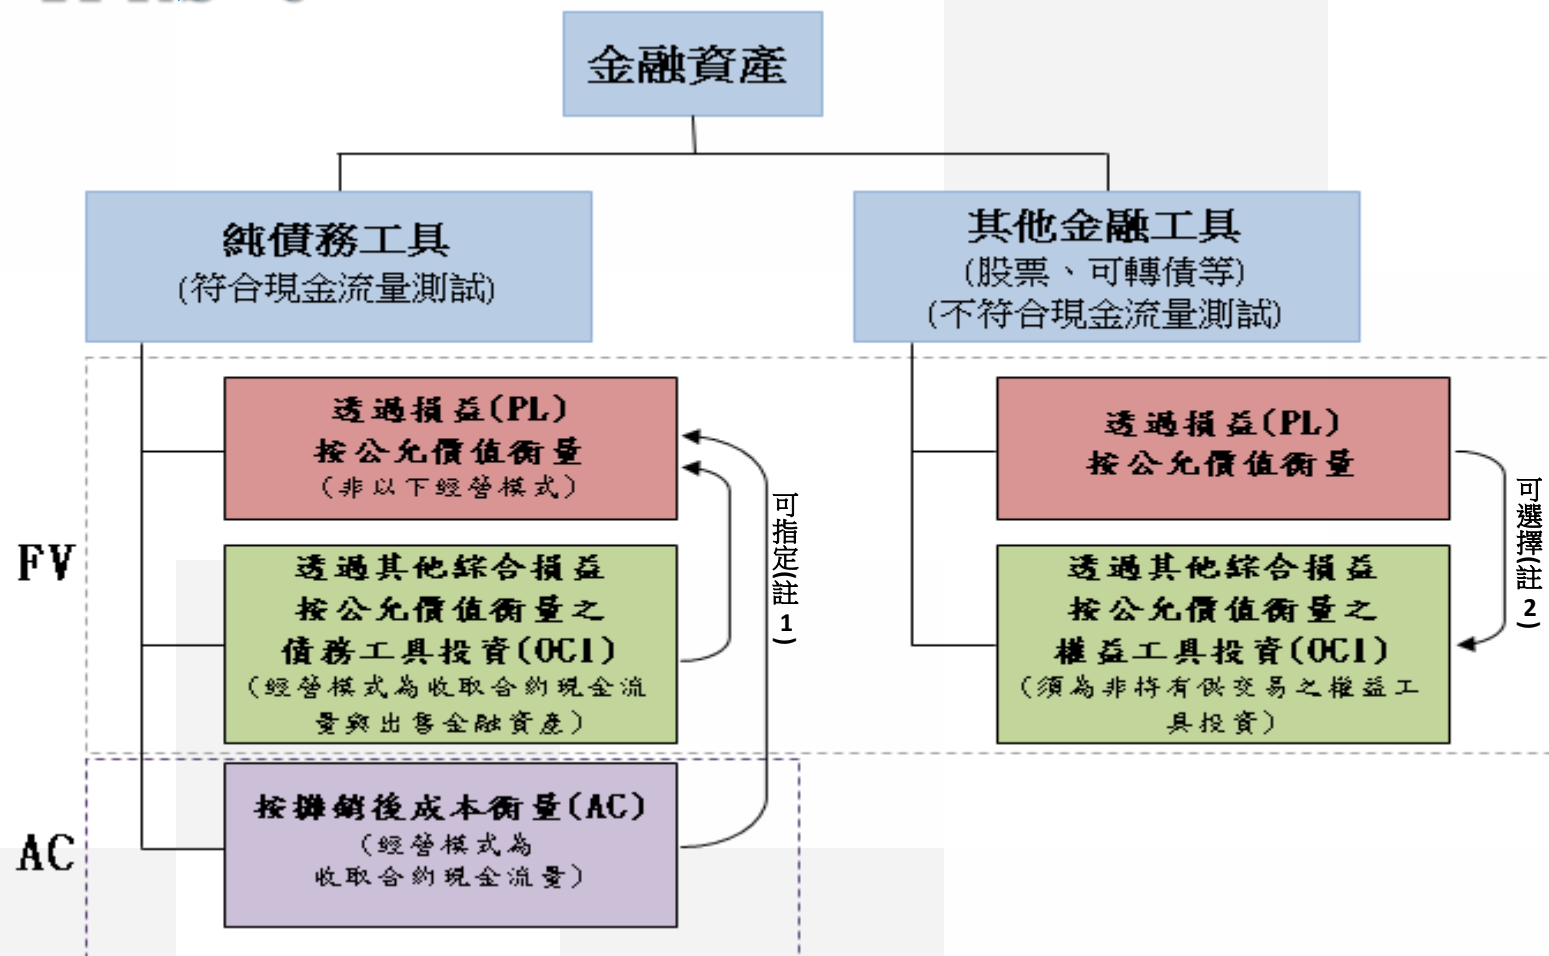 金融資產
純債務工具
(符合現金流量測試)
其他金融工具
(股票、可轉債等)
(不符合現金流量測試)
FV
透過損益(PL)
按公允價值衡量
(非以下經營模式)
透過其他綜合損益
按公允價值衡量之
債務工具投資(OCI)
(經營模式為收取合約現金流
量與出售金融資產)
可指定(註1)
透過損益(PL)
按公允價值衡量
透過其他綜合損益
按公允價值衡量之
權益工具投資(OCI)
(須為非持有供交易之權益工
具投資)
可選擇(註2)
AC
按攤銷後成本衡量(AC)
(經營模式為
收取合約現金流量)